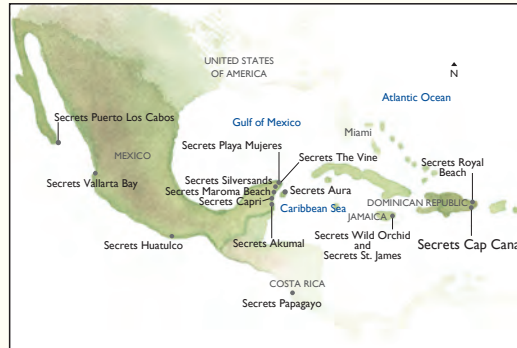 UNITED STATES
OF AMERICA
N
Atlantic Ocean
Secrets Puerto Los Cabos
Gulf of Mexico
Miami
Secrets Playa Mujeres
MEXICO
Secrets The Vine
Secrets Royal
Beach
Secrets Vallarta Bay
Secrets Silversands
Secrets Maroma Beach
Secrets Aura
Secrets Capri
Caribbean Sea
DOMINICAN REPUBLIC
JAMAICA
Secrets Huatulco
Secrets Akumal
Secrets Wild Orchid
and
Secrets St. James
Secrets Cap Cana
COSTA RICA
Secrets Papagayo